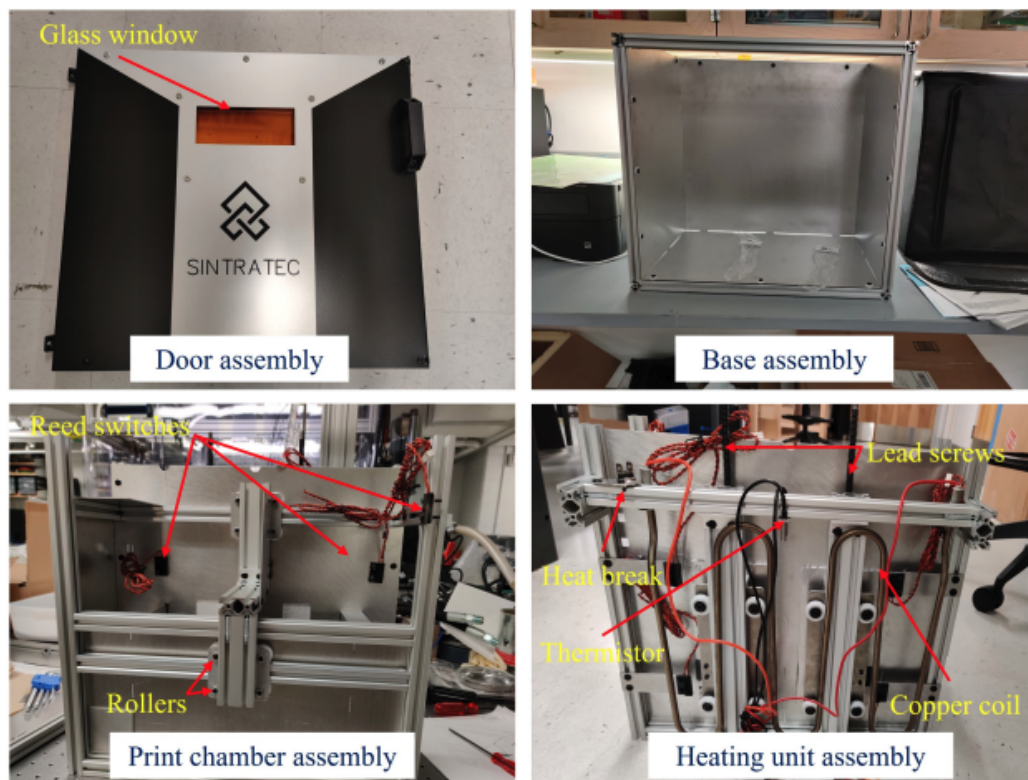 Glass window
SINTRATEC
Door assembly
Base assembly
Reed switches
Rollers
Print chamber assembly
Lead screws
Heat break
Thermistor
Copper coil
Heating unit assembly